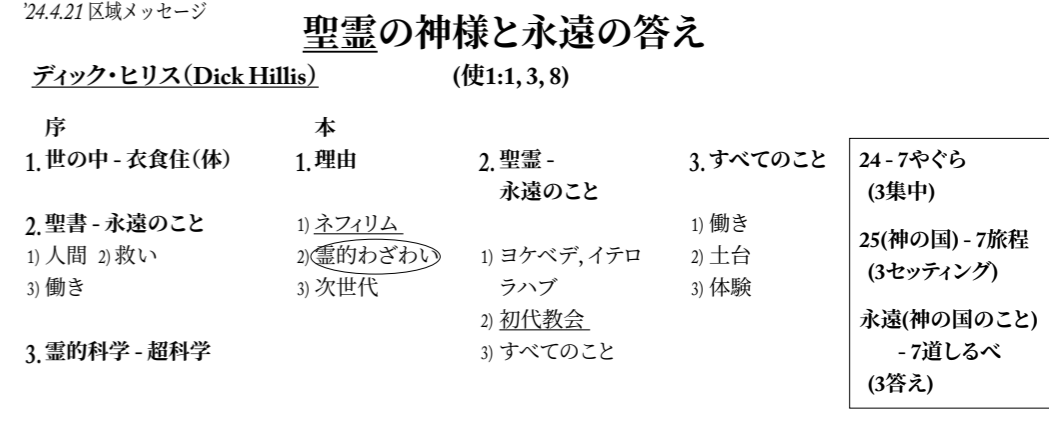 '24.4.21 区域メッセージ
聖霊の神様と永遠の答え
ディック・ヒリス(Dick Hillis)
(使1:1, 3, 8)
序
1. 世の中 - 衣食住(体)
2. 聖書 - 永遠のこと
1) 人間 2) 救い
3) 働き
3. 霊的科学 - 超科学
本
1. 理由
1) ネフィリム
2) 霊的わざわい
3) 次世代
2. 聖霊 -
永遠のこと
1) ヨケベデ, イテロ
ラハブ
2) 初代教会
3) すべてのこと
3. すべてのこと
1) 働き
2) 土台
3) 体験
24 - 7やぐら
(3集中)
25(神の国) - 7旅程
(3セッティング)
永遠(神の国のこと)
- 7道しるべ
(3答え)